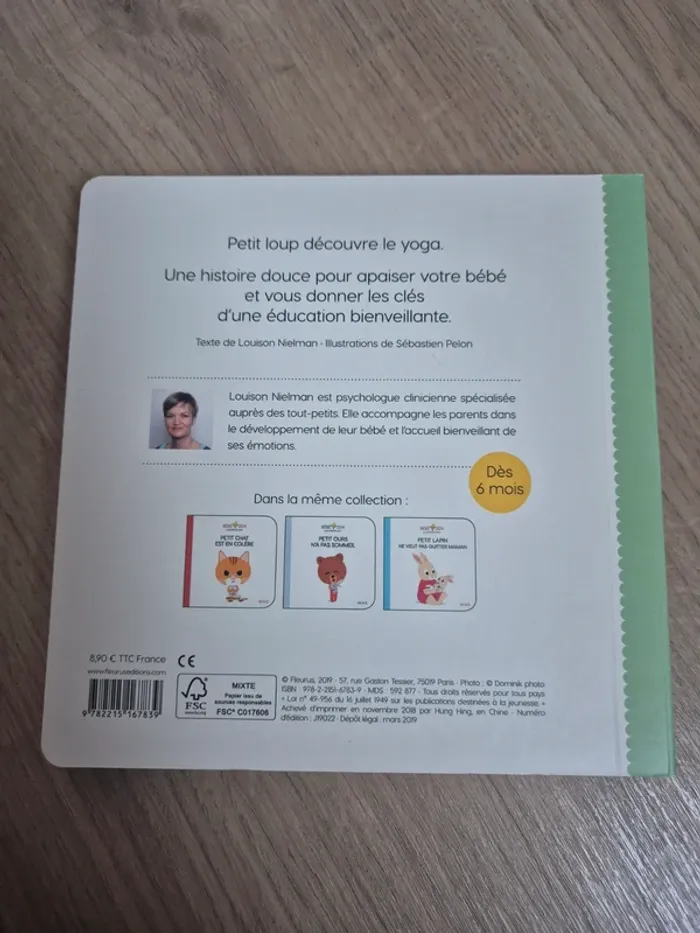 Petit loup découvre le yoga.
Une histoire douce pour apaiser votre bébé
et vous donner les clés
d'une éducation bienveillante.
Texte de Louison Nielman - Illustrations de Sébastien Pelon
Louison Nielman est psychologue clinicienne spécialisée
auprès des tout-petits. Elle accompagne les parents dans
le développement de leur bébé et l'accueil bienveillant de
ses émotions.
Dès
6 mois
Dans la même collection :
PETIT CHAT
EST EN COLÈRE
PETIT OURS
N'A PAS SOMMEIL
PETIT LAPIN
NE VEUT PAS QUITTER MAMAN
8,90 € TTC France
CE
www.fleuruseditions.com
9 782215 167839
FSC
www.fsc.org
MIXTE
Papier issu de
sources responsables
FSC® C017606
© Fleurus, 2019 - 57, rue Gaston Tessier, 75019 Paris - Photo : © Dominik photo
ISBN : 978-2-2151-6783-9 - MDS : 592 877 - Tous droits réservés pour tous pays
« Loi n° 49-956 du 16 juillet 1949 sur les publications destinées à la jeunesse. »
Achevé d'imprimer en novembre 2018 par Hung Hing, en Chine - Numéro
d'édition : J19022 - Dépôt légal : mars 2019